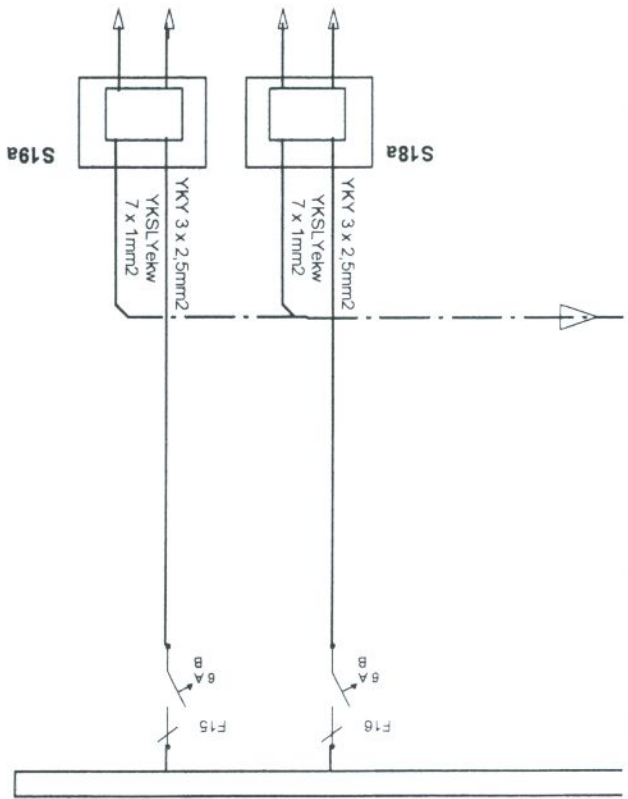 S19a
S18a
YKY 3 x 2,5mm2
YKSLYekw
7 x 1mm2
YKY 3 x 2,5mm2
YKSLYekw
7 x 1mm2
6 A
B
F15
6 A
B
F16